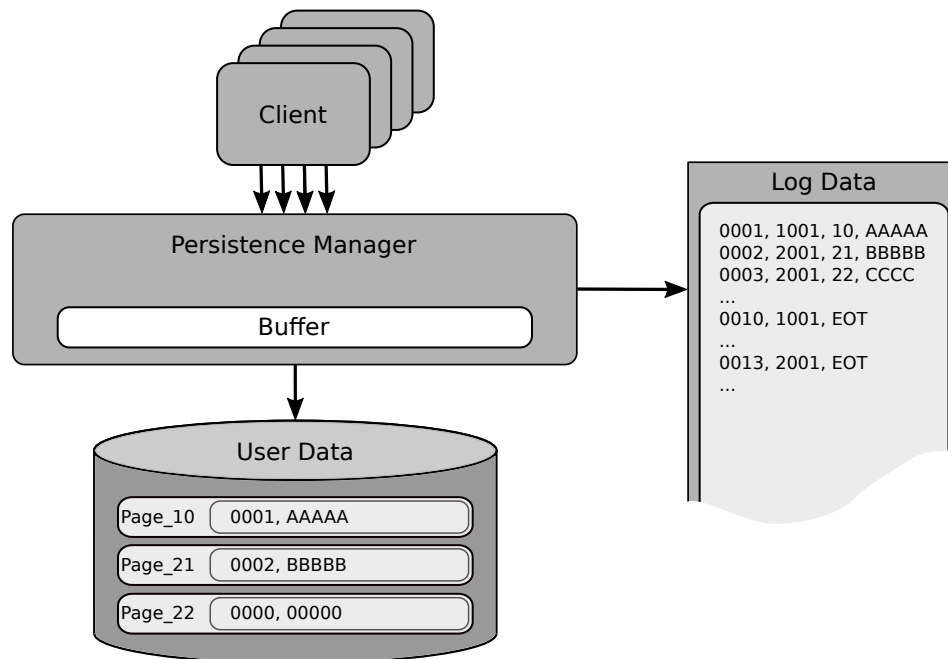 Client
Persistence Manager
Buffer
Log Data
0001, 1001, 10, AAAAA
0002, 2001, 21, BBBBB
0003, 2001, 22, CCCC
...
0010, 1001, EOT
...
0013, 2001, EOT
...
User Data
Page_10 0001, AAAAA
Page_21 0002, BBBBB
Page_22 0000, 00000